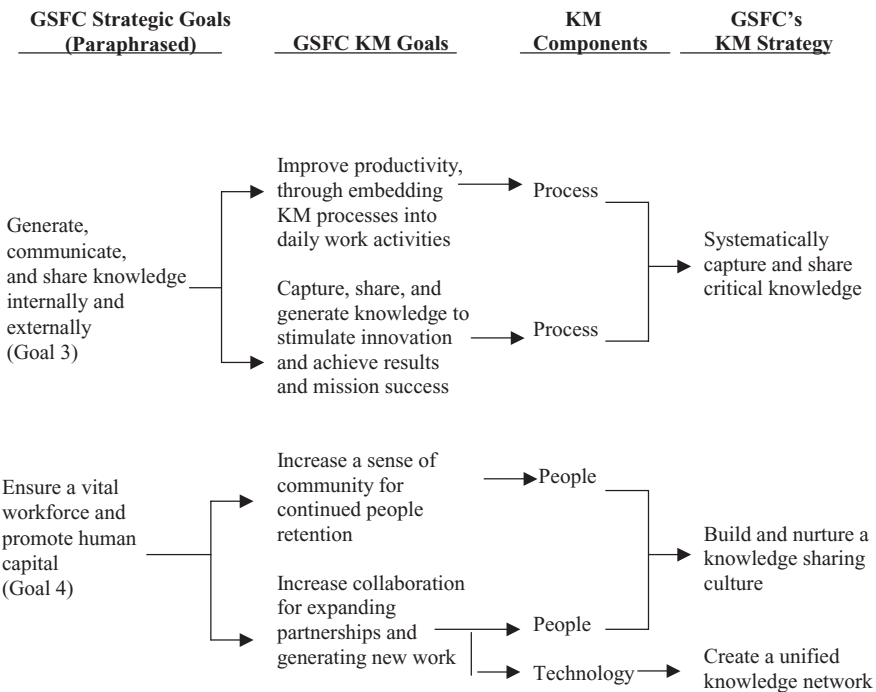 GSFC Strategic Goals
(Paraphrased)
GSFC KM Goals
KM
Components
GSFC's
KM Strategy
Generate,
communicate,
and share knowledge
internally and
externally
(Goal 3)
Improve productivity,
through embedding
KM processes into
daily work activities
Process
Capture, share, and
generate knowledge to
stimulate innovation
and achieve results
and mission success
Process
Systematically
capture and share
critical knowledge
Ensure a vital
workforce and
promote human
capital
(Goal 4)
Increase a sense of
community for
continued people
retention
People
Increase collaboration
for expanding
partnerships and
generating new work
People
Technology
Build and nurture a
knowledge sharing
culture
Create a unified
knowledge network